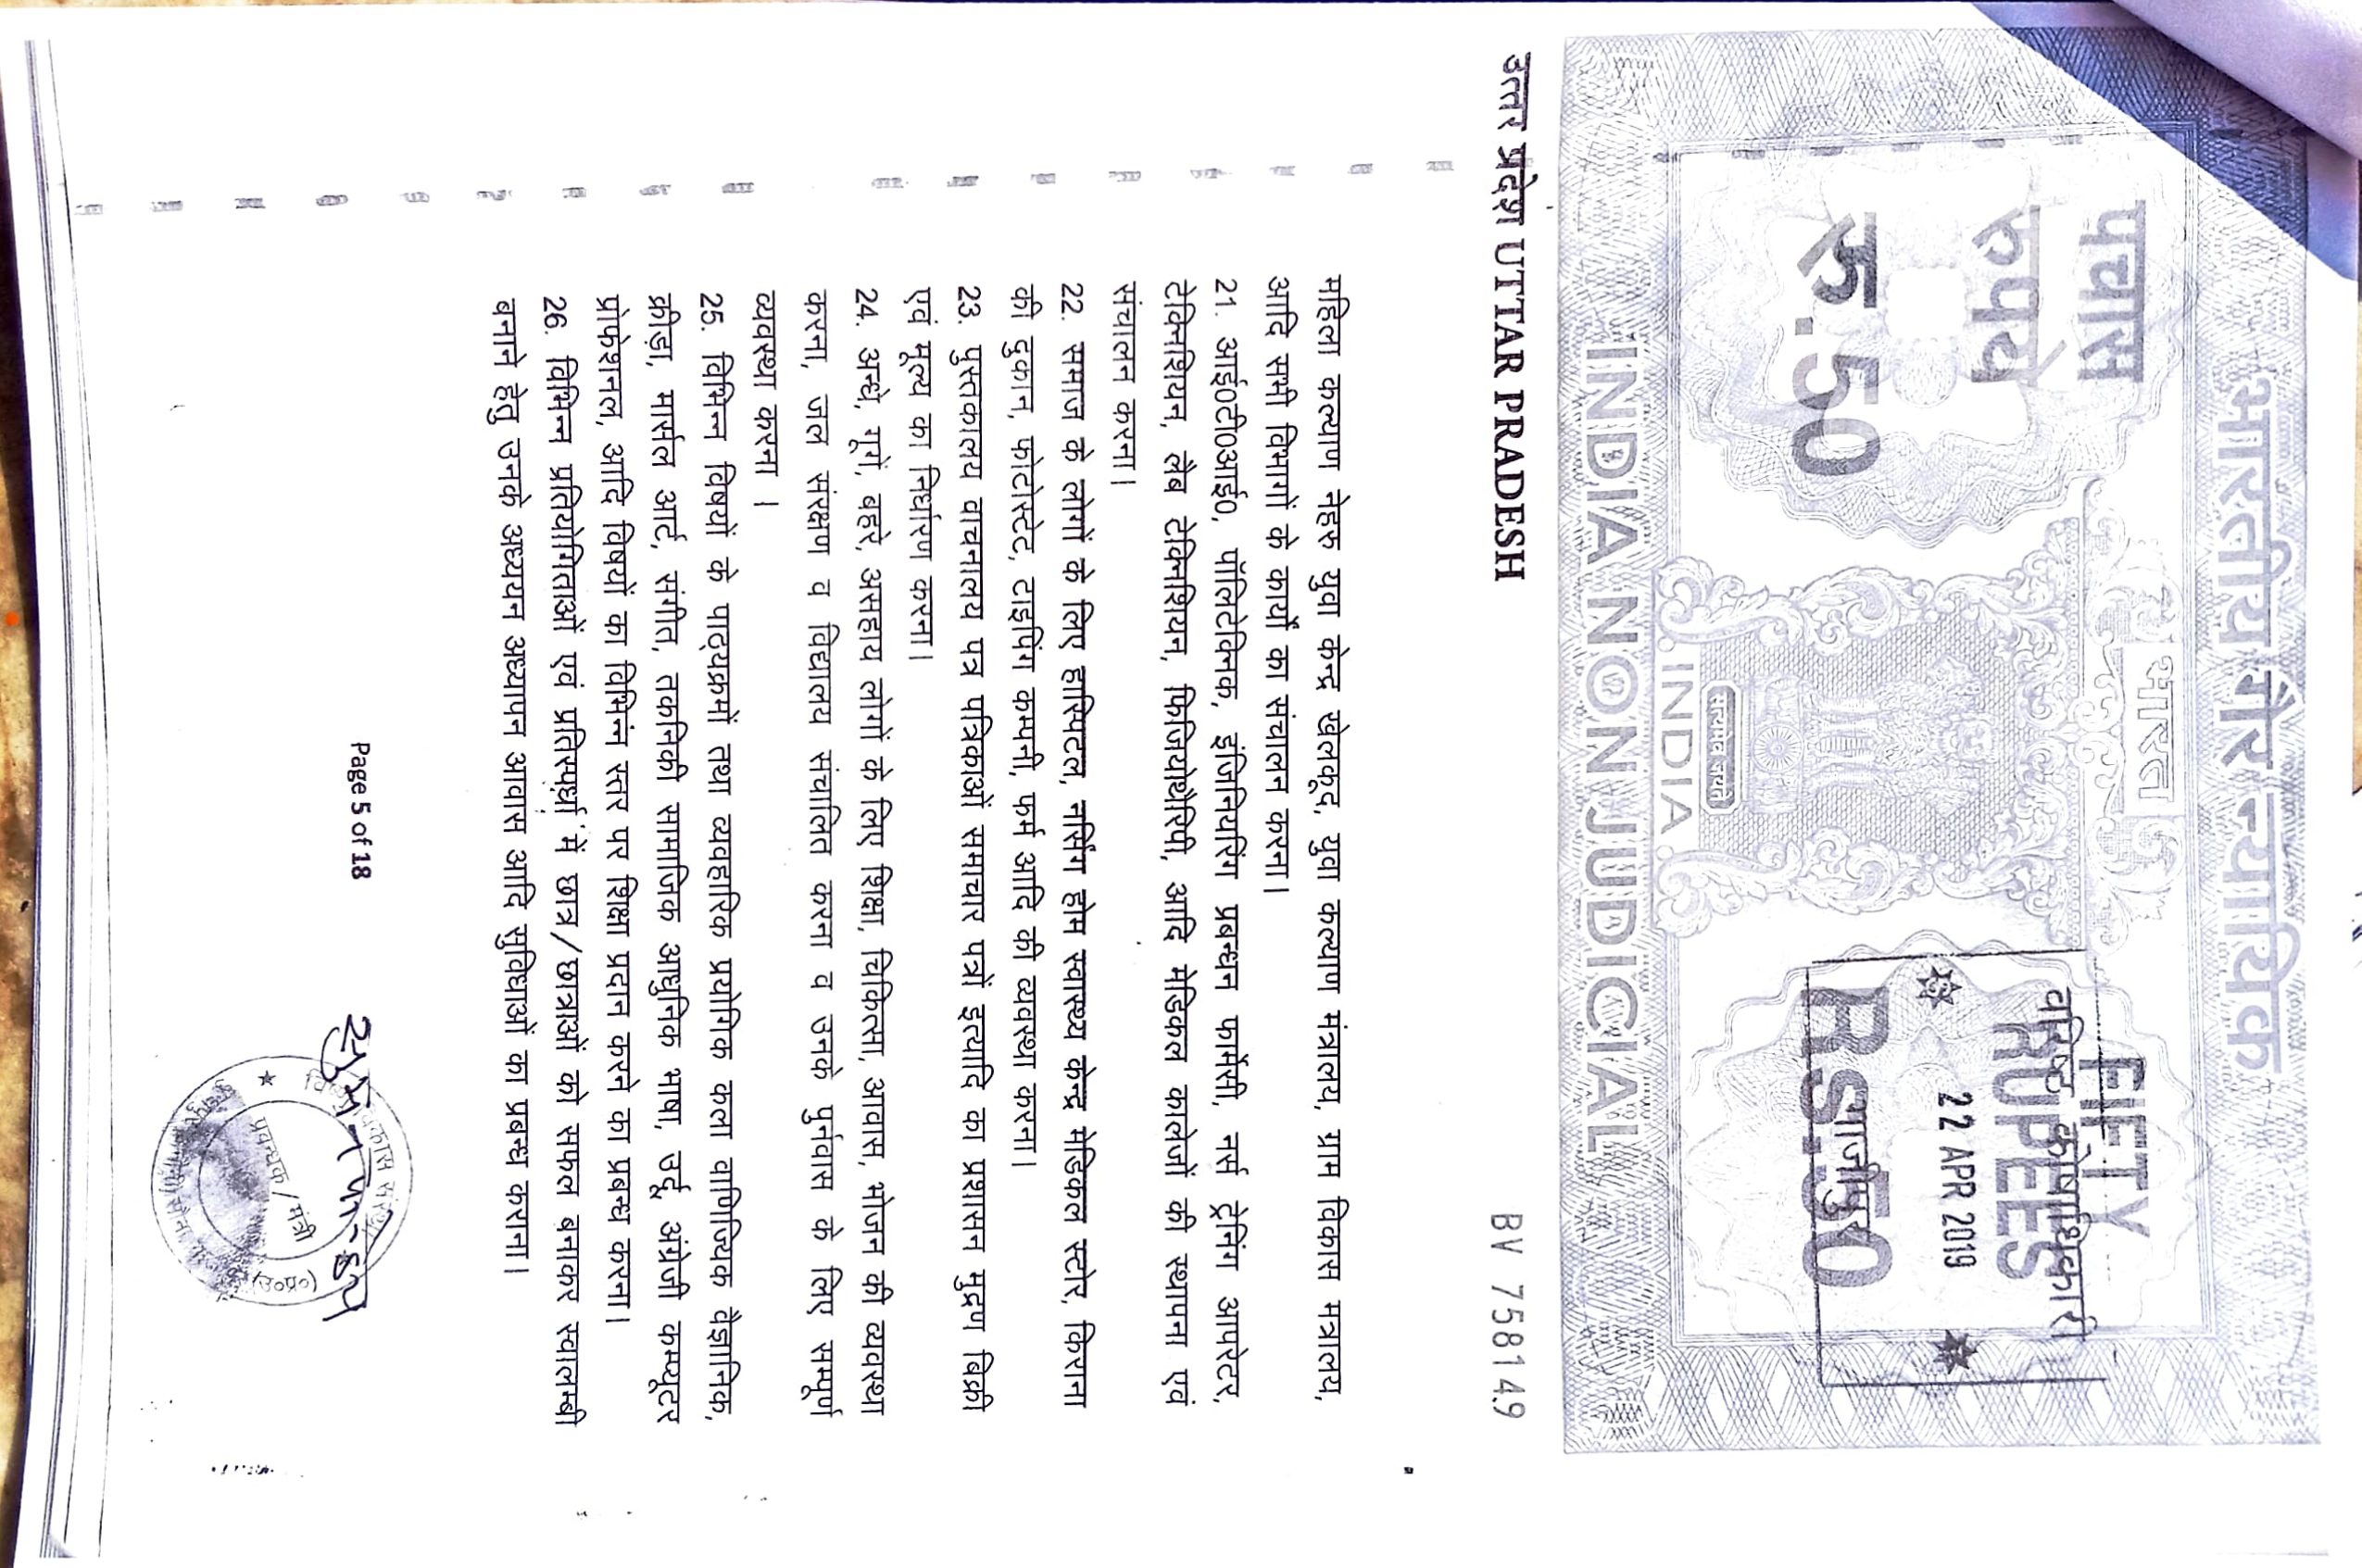 भारतीय गैर न्यायिक
पचास
रुपये
रु.50
भारत
सत्यमेव जयते
INDIA
FIFTY
RUPEES
RS.50
वरिष्ठ कोषाधिकारी
22 APR 2019
गाजीपुर
INDIA NON JUDICIAL
उत्तर प्रदेश UTTAR PRADESH
BV 758149
महिला कल्याण नेहरु युवा केन्द्र खेलकूद, युवा कल्याण मंत्रालय, ग्राम विकास मत्रालय,
आदि सभी विभागों के कार्यो का संचालन करना।
21. आई0टी0आई0, पॉलिटेक्निक, इंजिनियरिंग प्रबन्धन फार्मेसी, नर्स ट्रेनिंग आपरेटर,
टेक्निशियन, लैब टेक्निशियन, फिजियोथैरिपी, आदि मेडिकल कालेजों की स्थापना एवं
संचालन करना।
22. समाज के लोगों के लिए हास्पिटल, नर्सिंग होम स्वास्थ्य केन्द्र मेडिकल स्टोर, किराना
की दुकान, फोटोस्टेट, टाइपिंग कम्पनी, फर्म आदि की व्यवस्था करना।
23. पुस्तकालय वाचनालय पत्र पत्रिकाओं समाचार पत्रों इत्यादि का प्रशासन मुद्रण बिक्री
एवं मूल्य का निर्धारण करना।
24. अन्धे, गूगें, बहरे, असहाय लोगों के लिए शिक्षा, चिकित्सा, आवास, भोजन की व्यवस्था
करना, जल संरक्षण व विद्यालय संचालित करना व उनके पुर्नवास के लिए सम्पूर्ण
व्यवस्था करना ।
25. विभिन्न विषयों के पाठ्यक्रमों तथा व्यवहारिक प्रयोगिक कला वाणिज्यिक वैज्ञानिक,
क्रीड़ा, मार्सल आर्ट, संगीत, तकनिकी सामाजिक आधुनिक भाषा, उर्दू अंग्रेजी कम्प्यूटर
प्रोफेशनल, आदि विषयों का विभिंन स्तर पर शिक्षा प्रदान करने का प्रबन्ध करना।
26. विभिन्न प्रतियोगिताओं एवं प्रतिस्पर्धा में छात्र/छात्राओं को सफल बनाकर स्वालम्बी
बनाने हेतु उनके अध्ययन अध्यापन आवास आदि सुविधाओं का प्रबन्ध कराना।
Page 5 of 18
प्रबन्धक/मंत्री
(उ०प्र०)